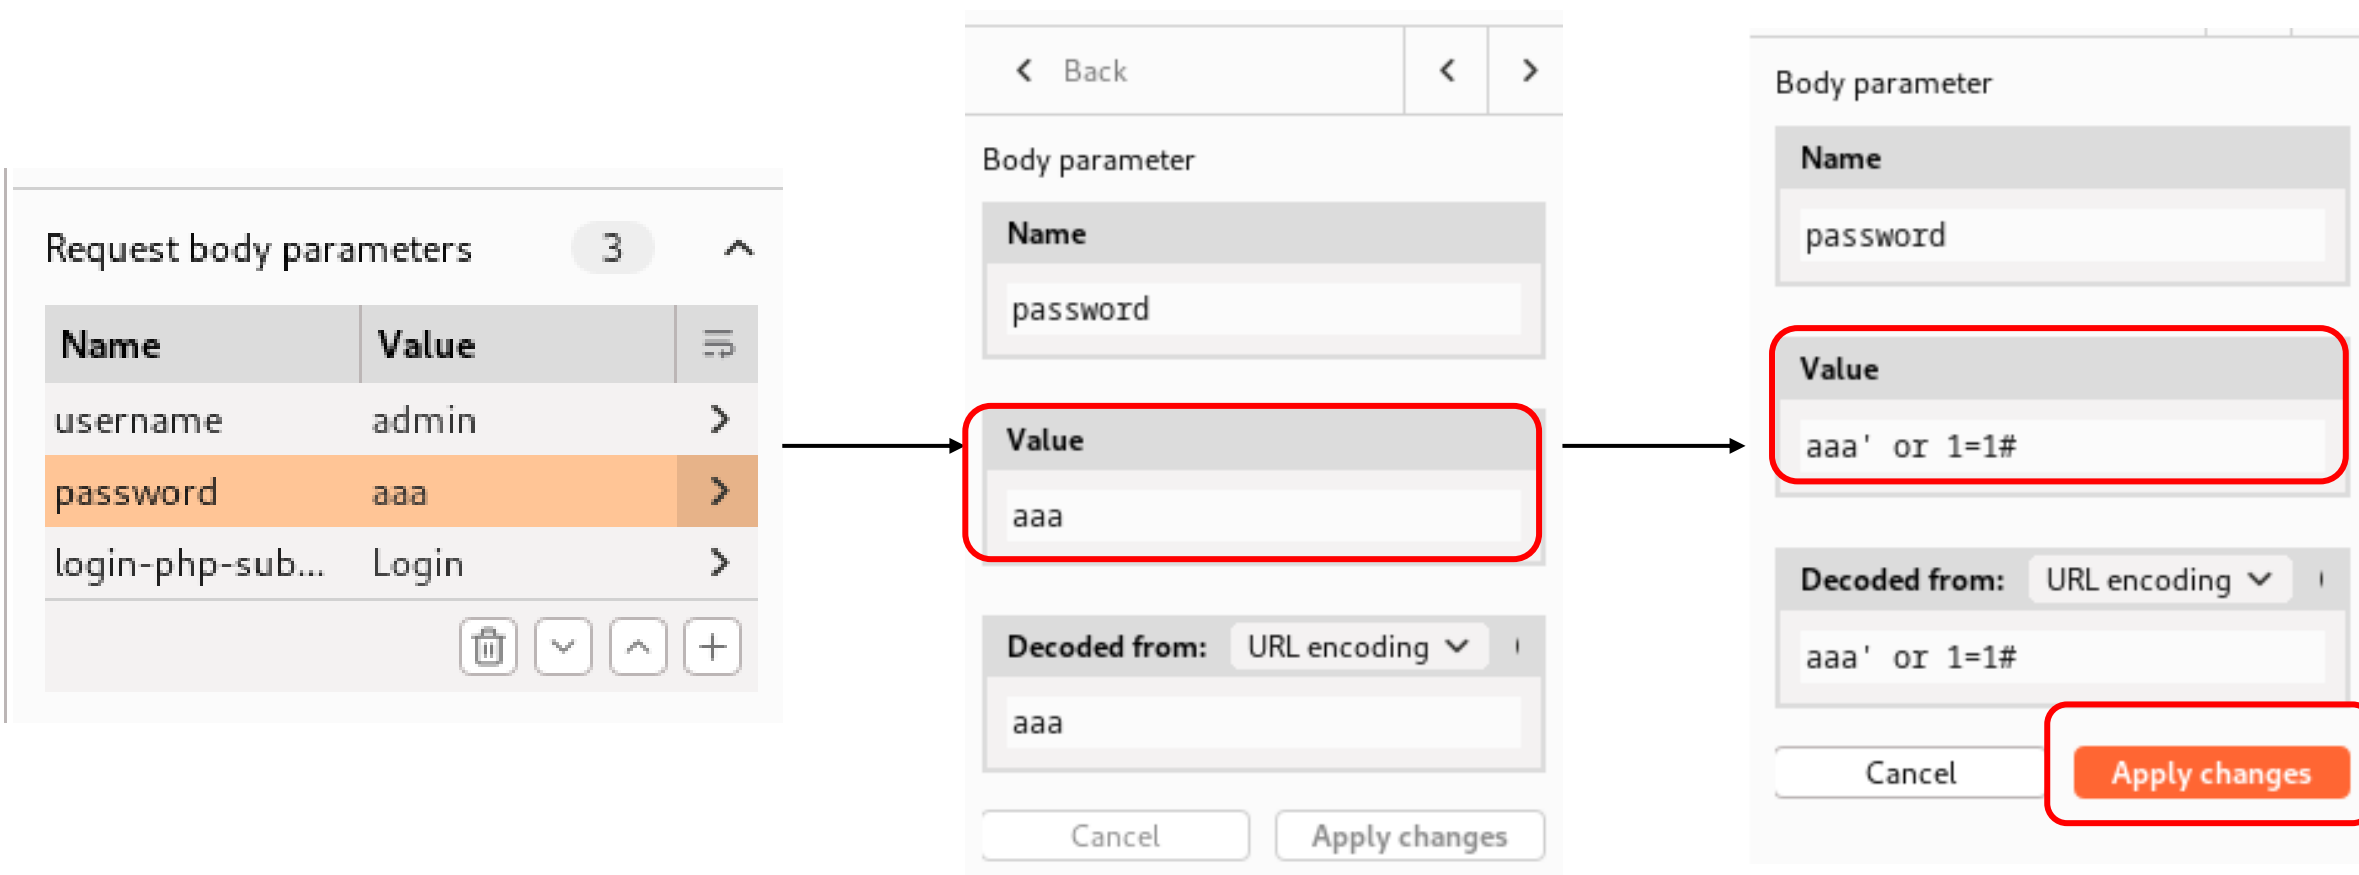 Request body parameters 3
Name Value
username admin
password aaa
login-php-sub... Login
Back
Body parameter
Name
password
Value
aaa
Decoded from: URL encoding
aaa
Cancel Apply changes
Body parameter
Name
password
Value
aaa' or 1=1#
Decoded from: URL encoding
aaa' or 1=1#
Cancel Apply changes